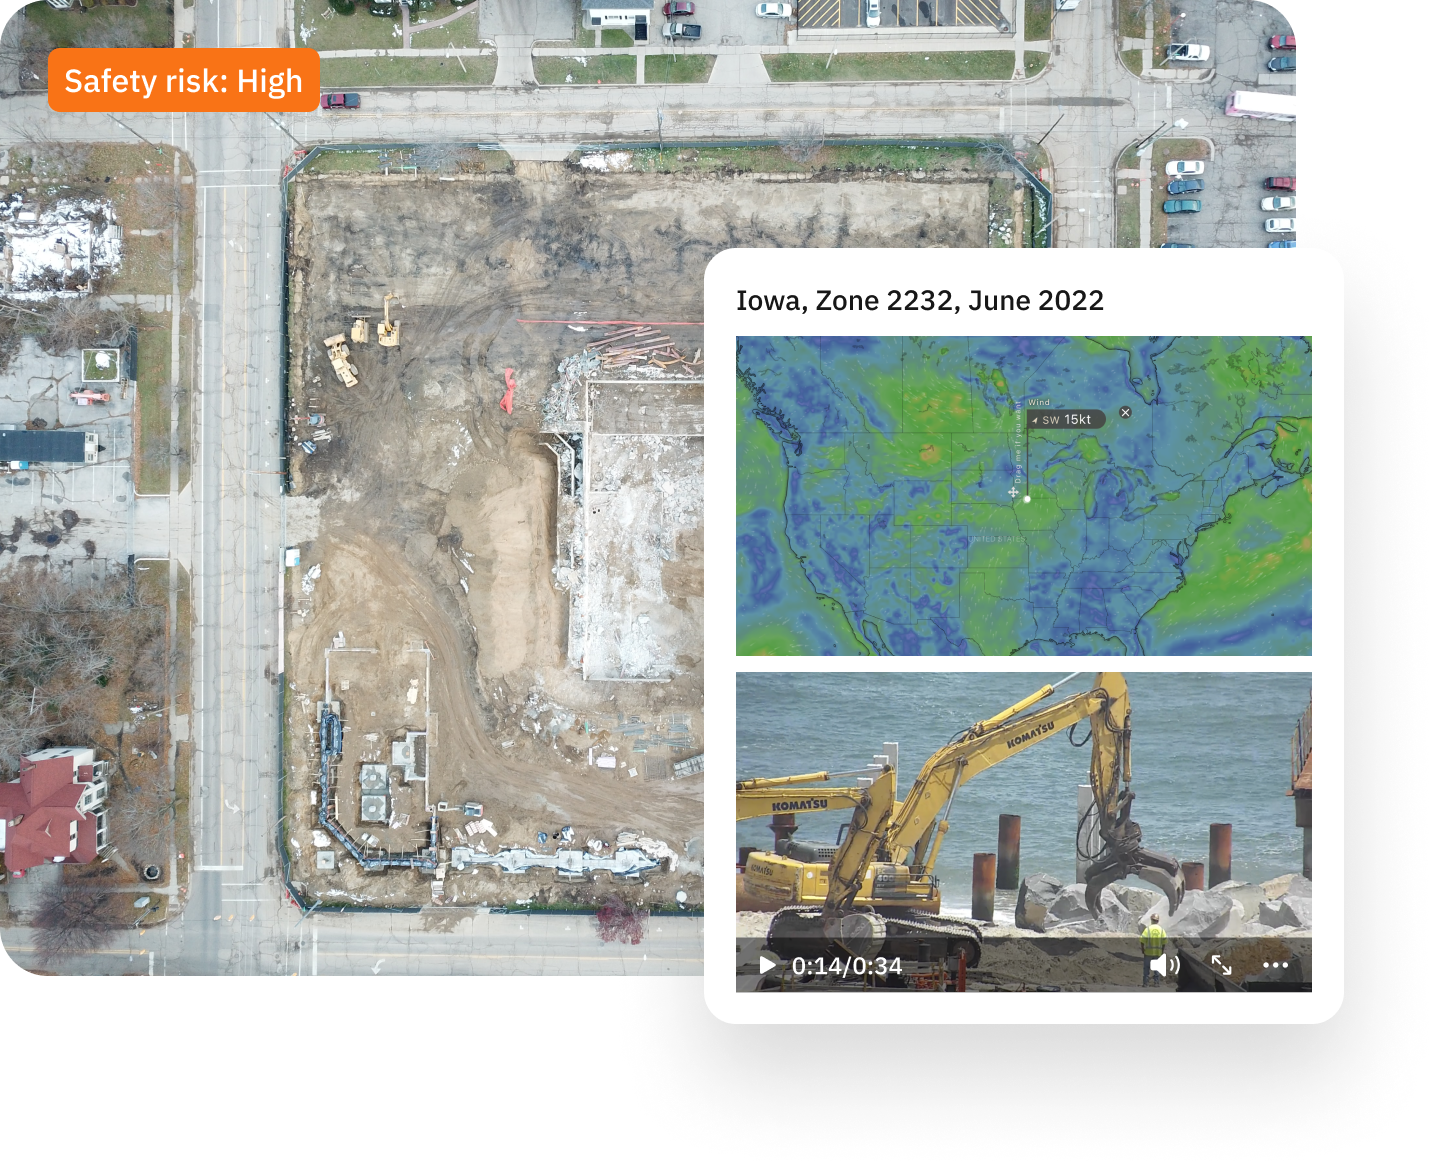 Safety risk: High
Iowa, Zone 2232, June 2022
Wind
SW 15kt
Drag me if you want
UNITED STATES
KOMATSU
KOMATSU
KOMATSU
0:14/0:34